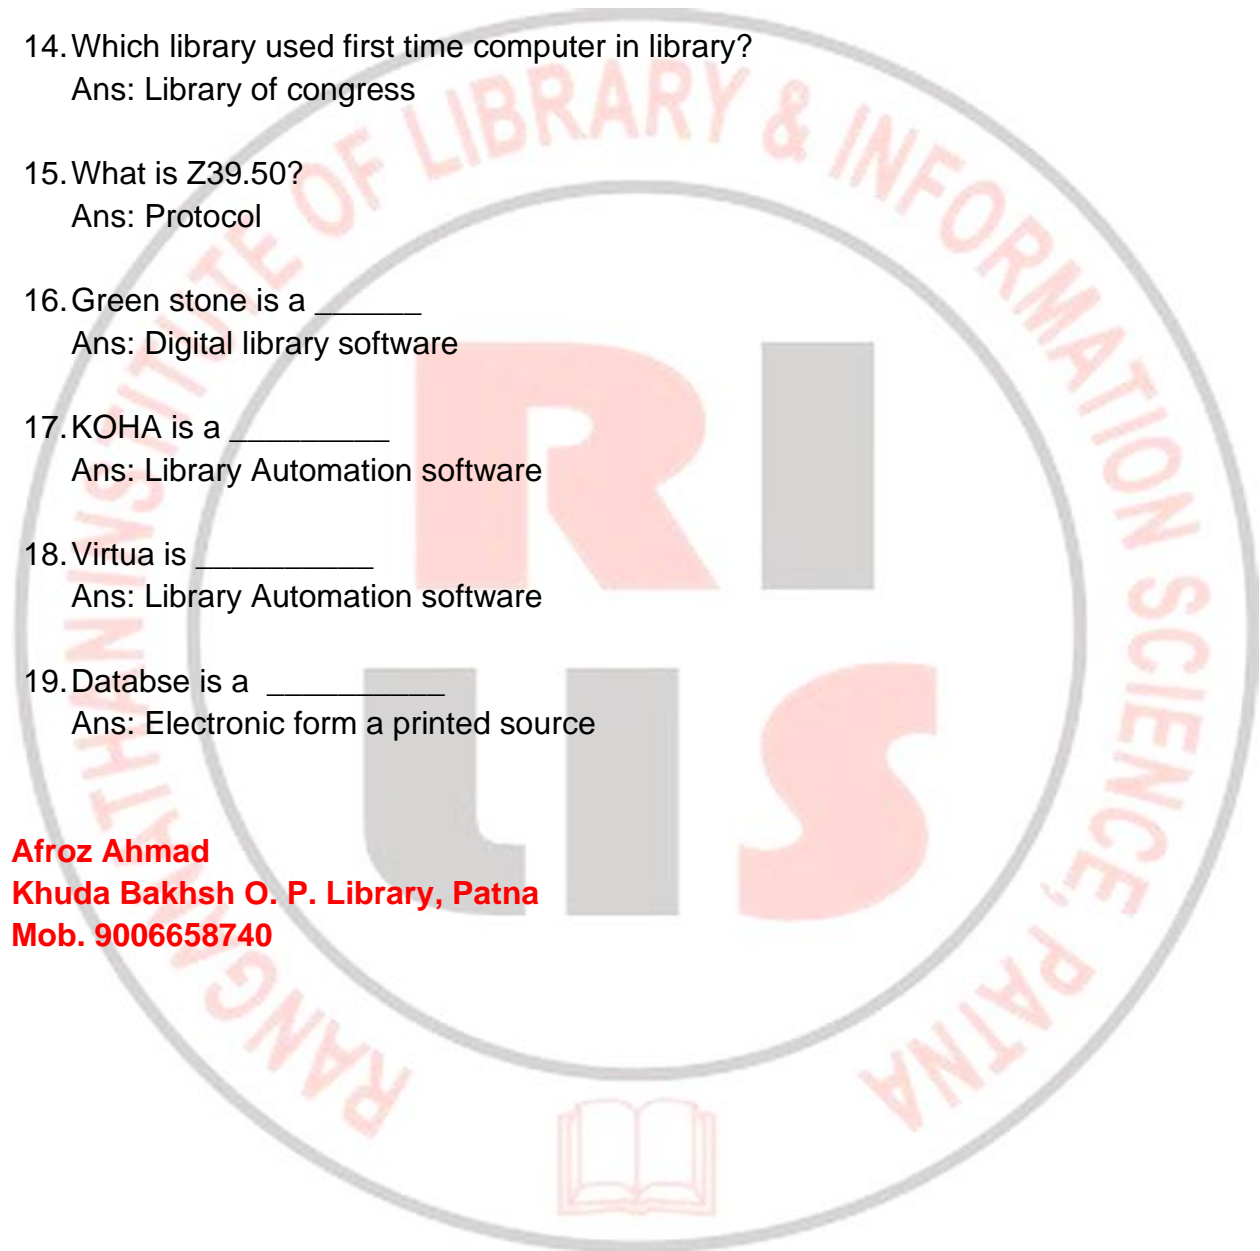 14. Which library used first time computer in library?
Ans: Library of congress
15. What is Z39.50?
Ans: Protocol
16. Green stone is a ______
Ans: Digital library software
17. KOHA is a _________
Ans: Library Automation software
18. Virtua is __________
Ans: Library Automation software
19. Databse is a __________
Ans: Electronic form a printed source
Afroz Ahmad
Khuda Bakhsh O. P. Library, Patna
Mob. 9006658740
RANGANATHAN INSTITUTE OF LIBRARY & INFORMATION SCIENCE, PATNA
RI
LIS